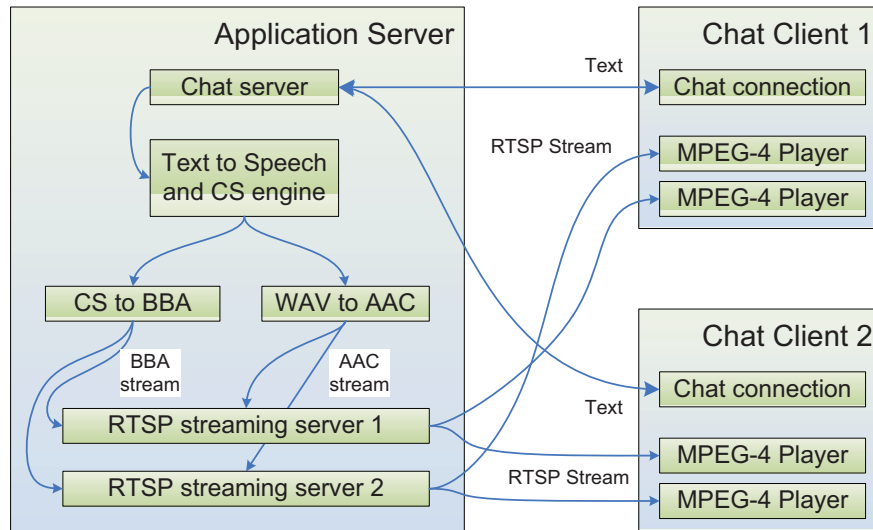 Application Server
Chat server
Text to Speech
and CS engine
CS to BBA
WAV to AAC
BBA
stream
AAC
stream
RTSP streaming server 1
RTSP streaming server 2
Text
RTSP Stream
Chat Client 1
Chat connection
MPEG-4 Player
MPEG-4 Player
Text
RTSP Stream
Chat Client 2
Chat connection
MPEG-4 Player
MPEG-4 Player